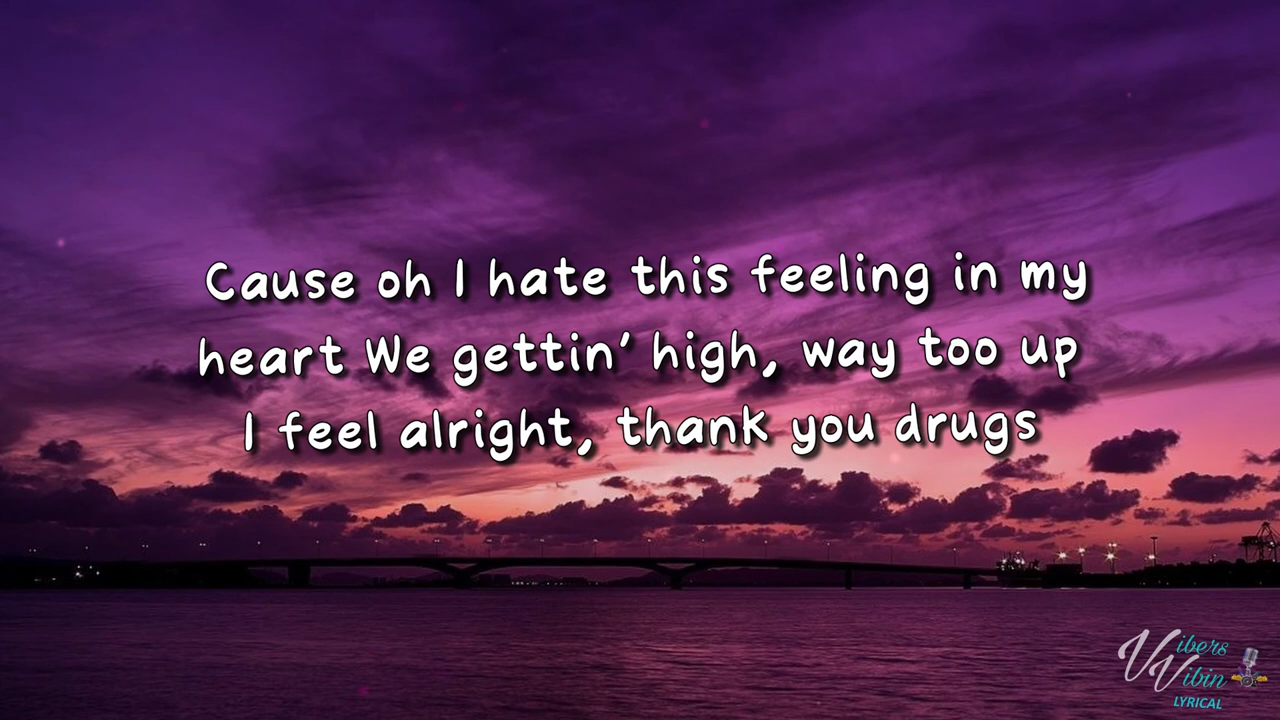 Cause oh I hate this feeling in my
heart We gettin' high, way too up
I feel alright, thank you drugs
Vibers
Vibin
LYRICAL